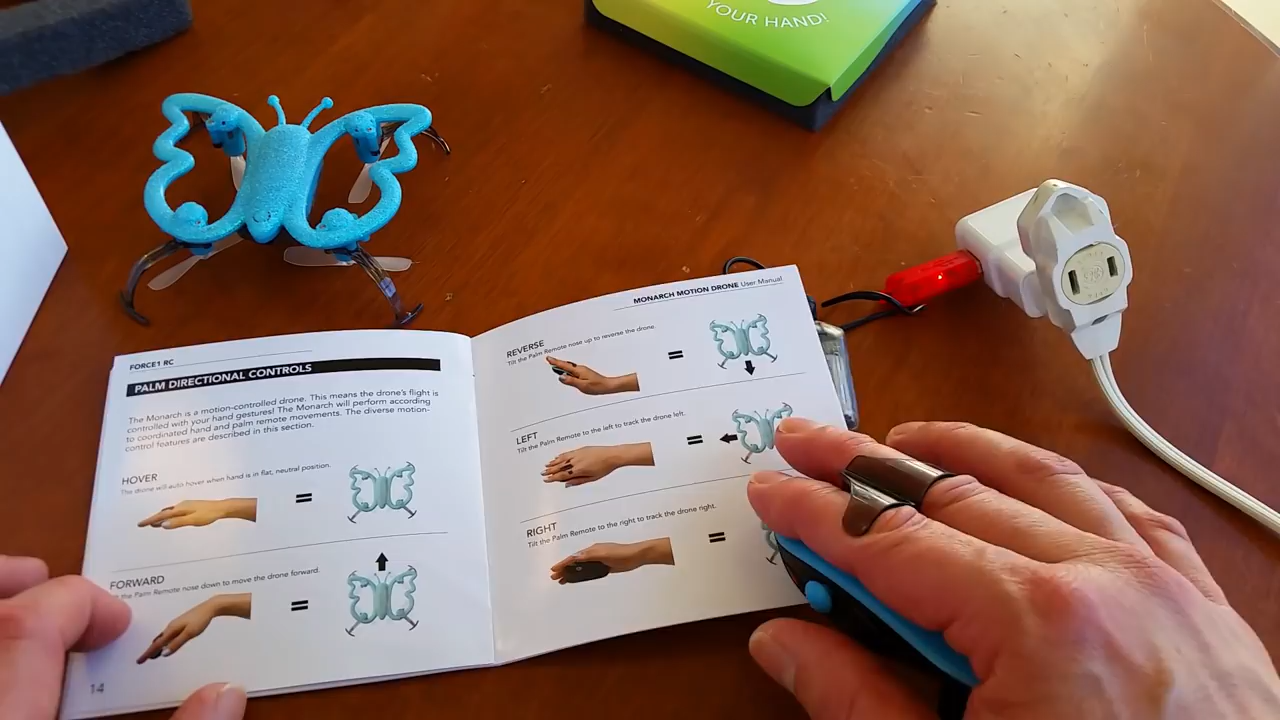 YOUR HAND!
FORCE1 RC
PALM DIRECTIONAL CONTROLS
The Monarch is a motion-controlled drone. This means the drone's flight is
controlled with your hand gestures! The Monarch will perform according
to coordinated hand and palm remote movements. The diverse motion-
control features are described in this section.
HOVER
The drone will auto hover when hand is in flat, neutral position.
=
FORWARD
the Palm Remote nose down to move the drone forward.
=
14
MONARCH MOTION DRONE User Manual
REVERSE
Tilt the Palm Remote nose up to reverse the drone.
=
LEFT
Tilt the Palm Remote to the left to track the drone left.
=
RIGHT
Tilt the Palm Remote to the right to track the drone right.
=